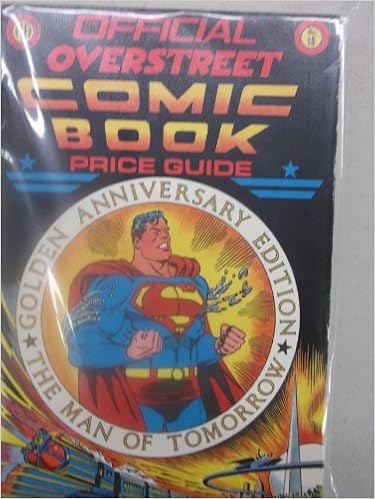 OFFICIAL
OVERSTREET
COMIC
BOOK
PRICE GUIDE
★ GOLDEN ANNIVERSARY EDITION ★
THE MAN OF TOMORROW